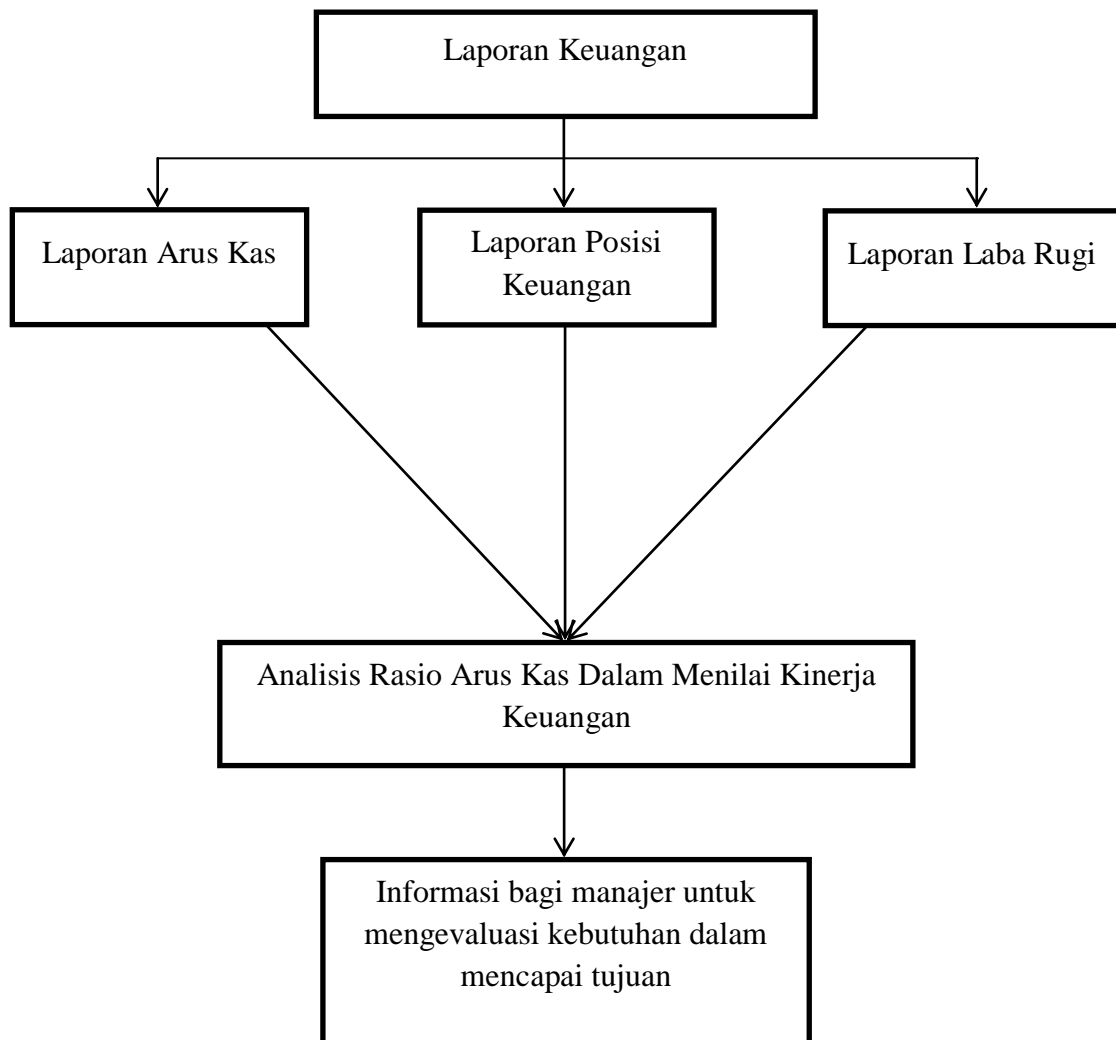 Laporan Keuangan
Laporan Arus Kas
Laporan Posisi
Keuangan
Laporan Laba Rugi
Analisis Rasio Arus Kas Dalam Menilai Kinerja
Keuangan
Informasi bagi manajer untuk
mengevaluasi kebutuhan dalam
mencapai tujuan